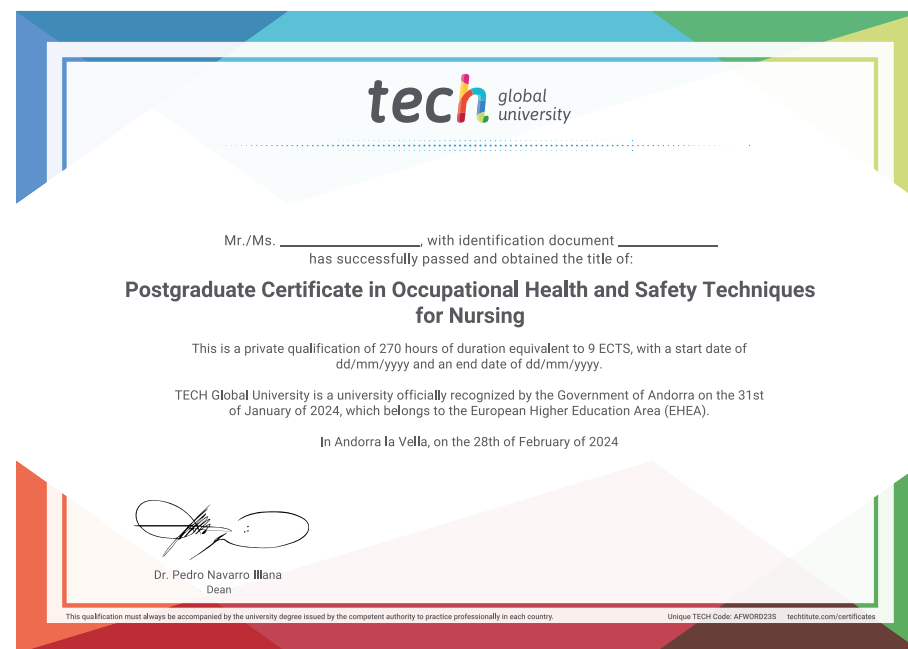 tech global
university
Mr./Ms. ____________, with identification document ____________
has successfully passed and obtained the title of:
Postgraduate Certificate in Occupational Health and Safety Techniques
for Nursing
This is a private qualification of 270 hours of duration equivalent to 9 ECTS, with a start date of
dd/mm/yyyy and an end date of dd/mm/yyyy.
TECH Global University is a university officially recognized by the Government of Andorra on the 31st
of January of 2024, which belongs to the European Higher Education Area (EHEA).
In Andorra la Vella, on the 28th of February of 2024
Dr. Pedro Navarro Illana
Dean
This qualification must always be accompanied by the university degree issued by the competent authority to practice professionally in each country.
Unique TECH Code: AFWORD23S techtitute.com/certificates